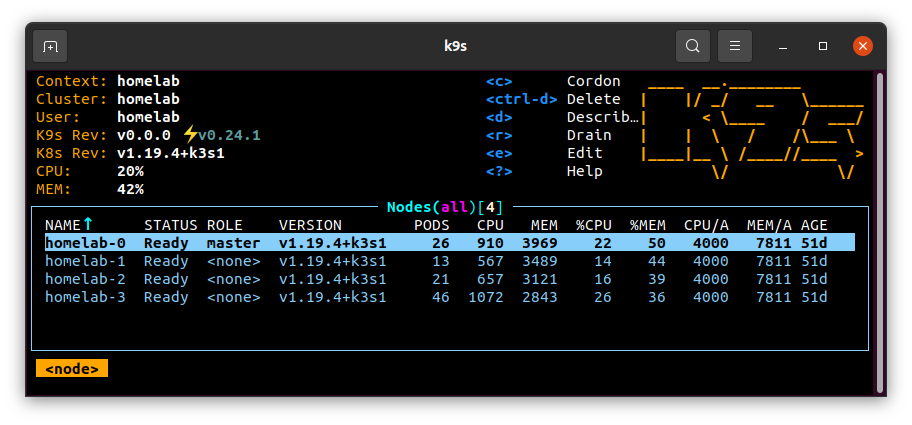 k9s
Context: homelab <c> Cordon
Cluster: homelab <ctrl-d> Delete
User: homelab <d> Describ…
K9s Rev: v0.0.0 ⚡v0.24.1 <r> Drain
K8s Rev: v1.19.4+k3s1 <e> Edit
CPU: 20% <?> Help
MEM: 42%
Nodes(all)[4]
NAME↑ STATUS ROLE VERSION PODS CPU MEM %CPU %MEM CPU/A MEM/A AGE
homelab-0 Ready master v1.19.4+k3s1 26 910 3969 22 50 4000 7811 51d
homelab-1 Ready <none> v1.19.4+k3s1 13 567 3489 14 44 4000 7811 51d
homelab-2 Ready <none> v1.19.4+k3s1 21 657 3121 16 39 4000 7811 51d
homelab-3 Ready <none> v1.19.4+k3s1 46 1072 2843 26 36 4000 7811 51d
<node>